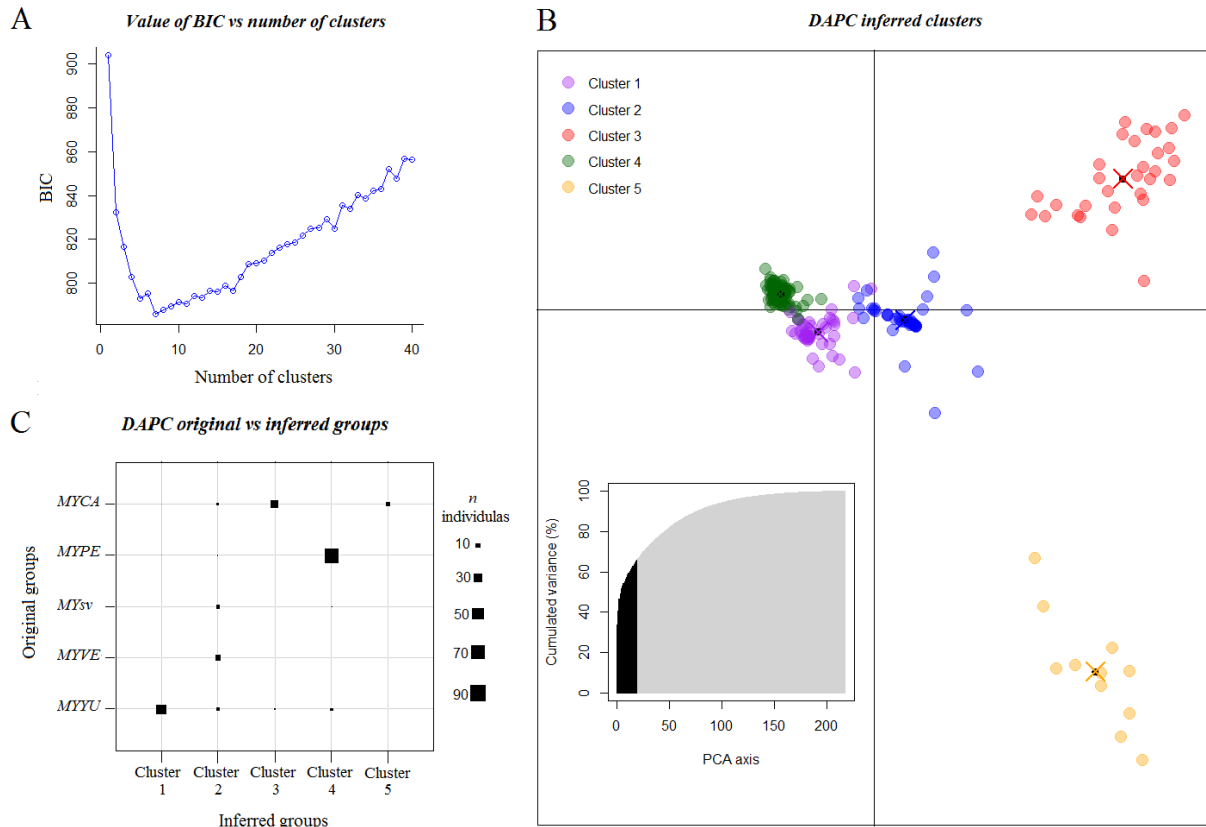 A
Value of BIC vs number of clusters
900
880
860
840
820
800
BIC
0
10
20
30
40
Number of clusters
B
DAPC inferred clusters
Cluster 1
Cluster 2
Cluster 3
Cluster 4
Cluster 5
100
80
60
40
20
0
Cumulated variance (%)
0
50
100
150
200
PCA axis
C
DAPC original vs inferred groups
Original groups
MYCA
MYPE
MYsv
MYVE
MYYU
Cluster
1
Cluster
2
Cluster
3
Cluster
4
Cluster
5
Inferred groups
n
individulas
10
30
50
70
90